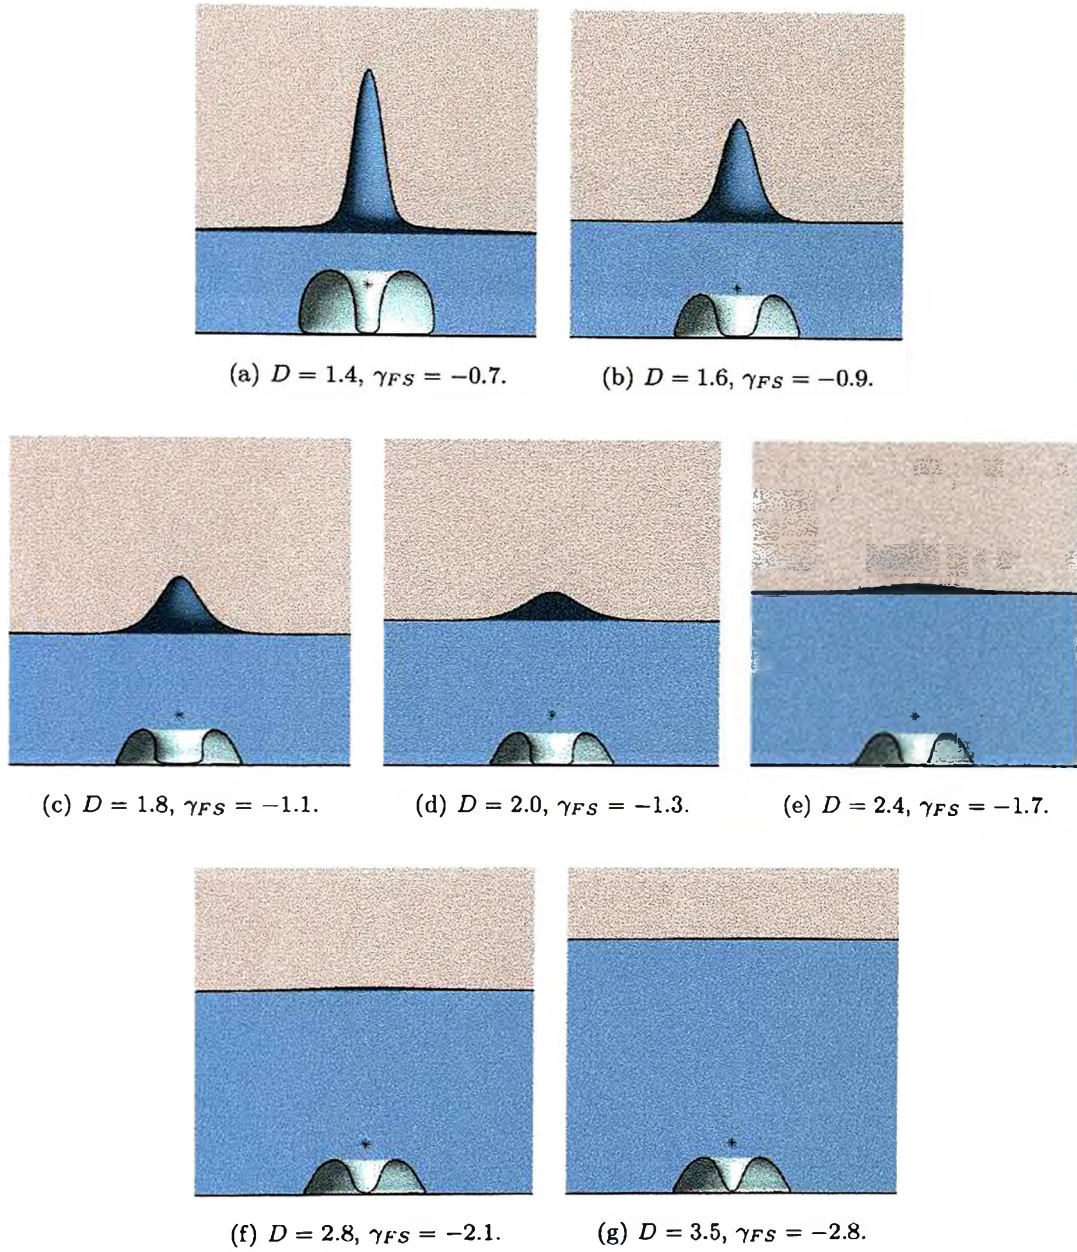 (a) D = 1.4, γFS = −0.7.
(b) D = 1.6, γFS = −0.9.
(c) D = 1.8, γFS = −1.1.
(d) D = 2.0, γFS = −1.3.
(e) D = 2.4, γFS = −1.7.
(f) D = 2.8, γFS = −2.1.
(g) D = 3.5, γFS = −2.8.